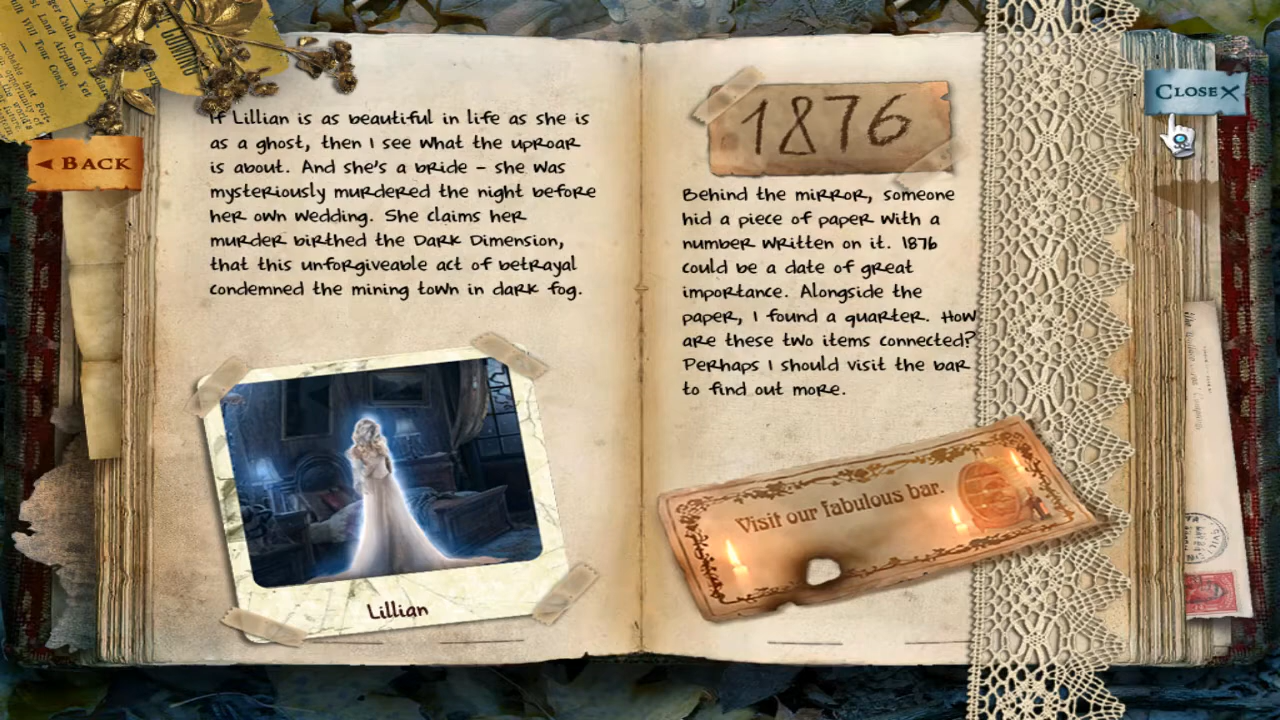 BACK
If Lillian is as beautiful in life as she is
as a ghost, then I see what the uproar
is about. And she's a bride - she was
mysteriously murdered the night before
her own wedding. She claims her
murder birthed the Dark Dimension,
that this unforgiveable act of betrayal
condemned the mining town in dark fog.
Lillian
1876
Behind the mirror, someone
hid a piece of paper with a
number written on it. 1876
could be a date of great
importance. Alongside the
paper, I found a quarter. How
are these two items connected?
Perhaps I should visit the bar
to find out more.
Visit our fabulous bar.
CLOSE X